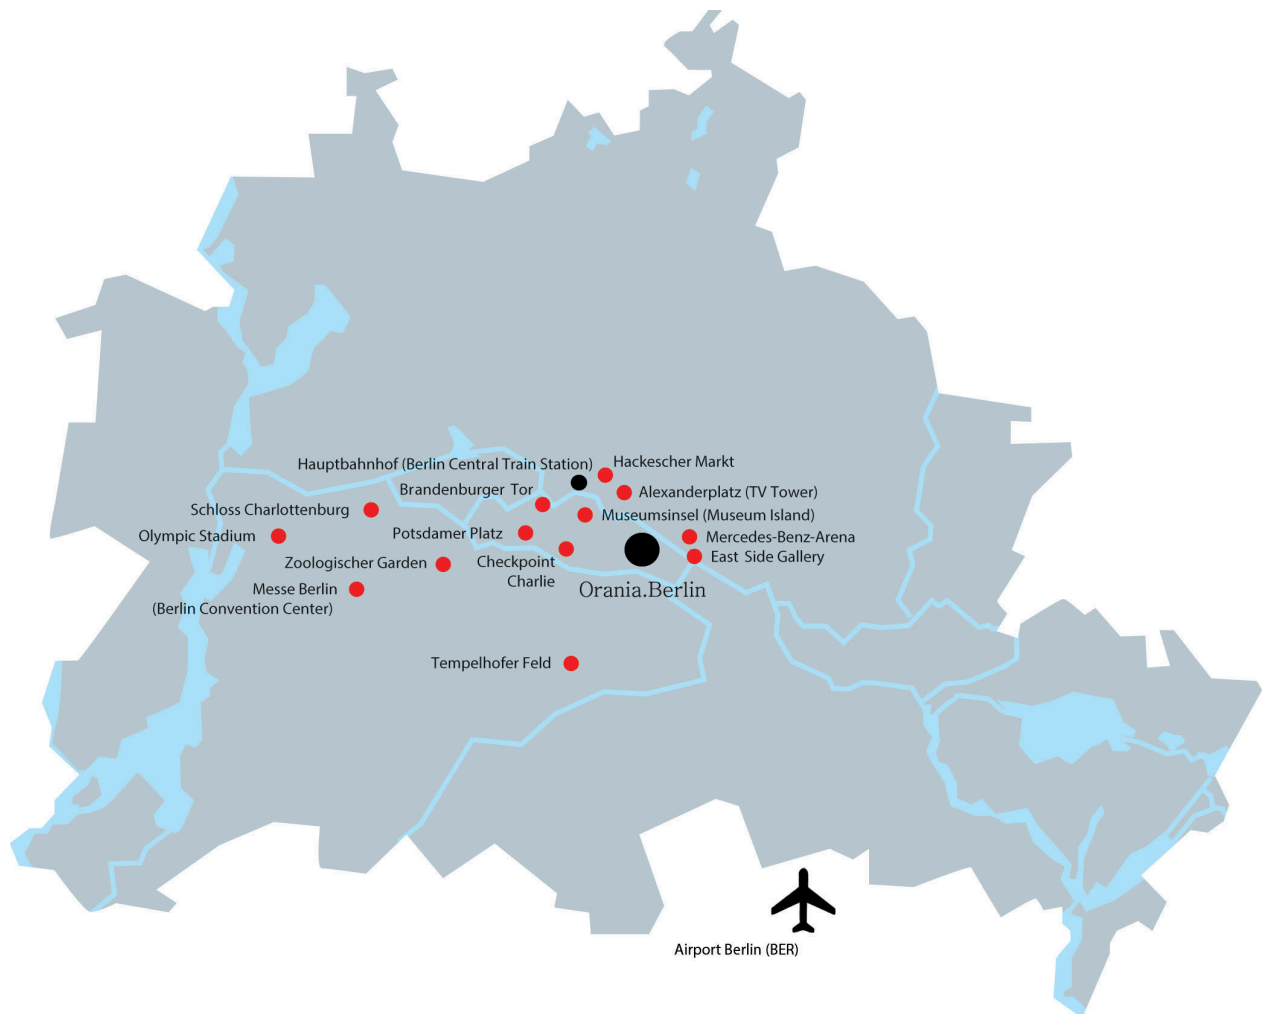 Hackescher Markt
Hauptbahnhof (Berlin Central Train Station)
Brandenburger Tor
Alexanderplatz (TV Tower)
Schloss Charlottenburg
Museumsinsel (Museum Island)
Olympic Stadium
Potsdamer Platz
Mercedes-Benz-Arena
East Side Gallery
Zoologischer Garden
Checkpoint
Charlie
Messe Berlin
(Berlin Convention Center)
Orania.Berlin
Tempelhofer Feld
Airport Berlin (BER)